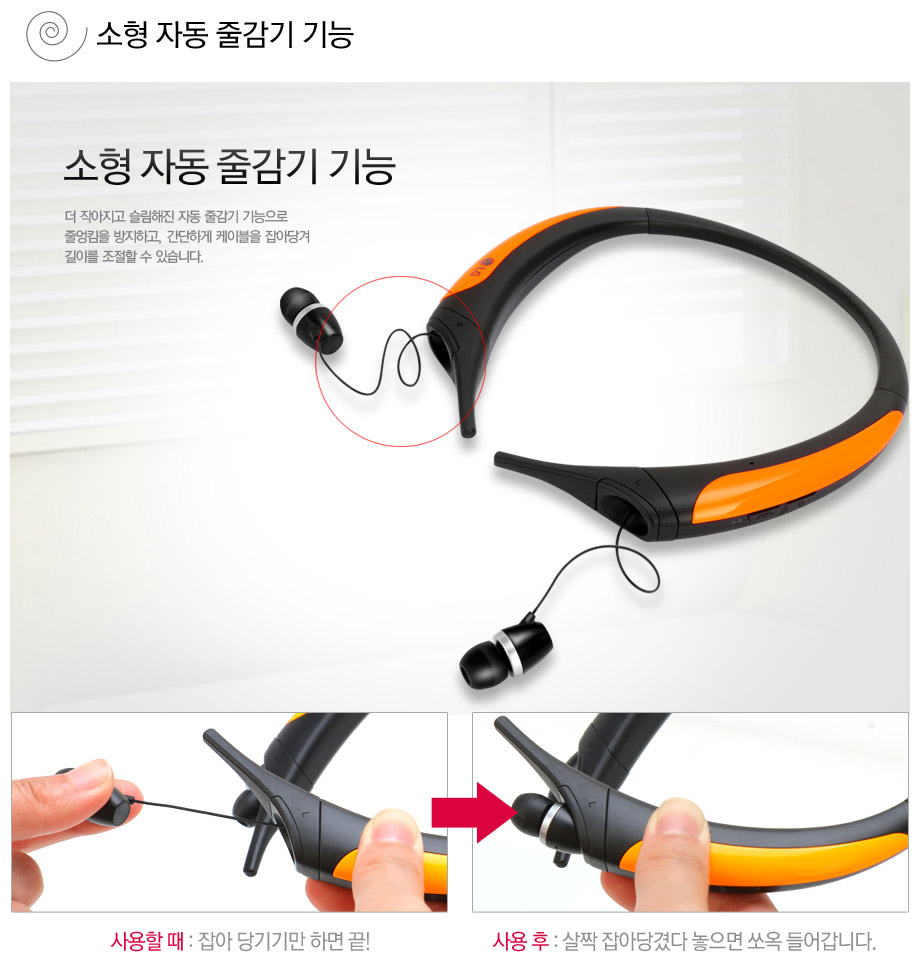 소형 자동 줄감기 기능
소형 자동 줄감기 기능
더 작아지고 슬림해진 자동 줄감기 기능으로
줄엉킴을 방지하고, 간단하게 케이블을 잡아당겨
길이를 조절할 수 있습니다.
LG
R
L
L
L
사용할 때 : 잡아 당기기만 하면 끝!
사용 후 : 살짝 잡아당겼다 놓으면 쏘옥 들어갑니다.